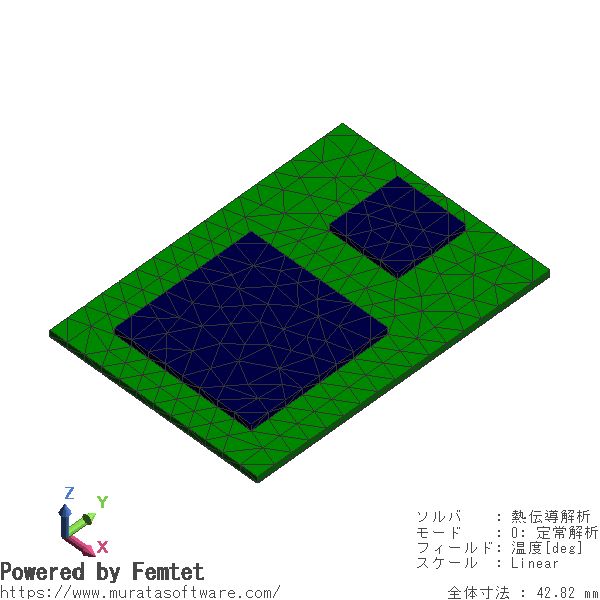 Z
Y
X
ソルバ　　: 熱伝導解析
モード　　: 0: 定常解析
フィールド: 温度[deg]
スケール　: Linear
Powered by Femtet
https://www.muratasoftware.com/
全体寸法 : 42.82 mm